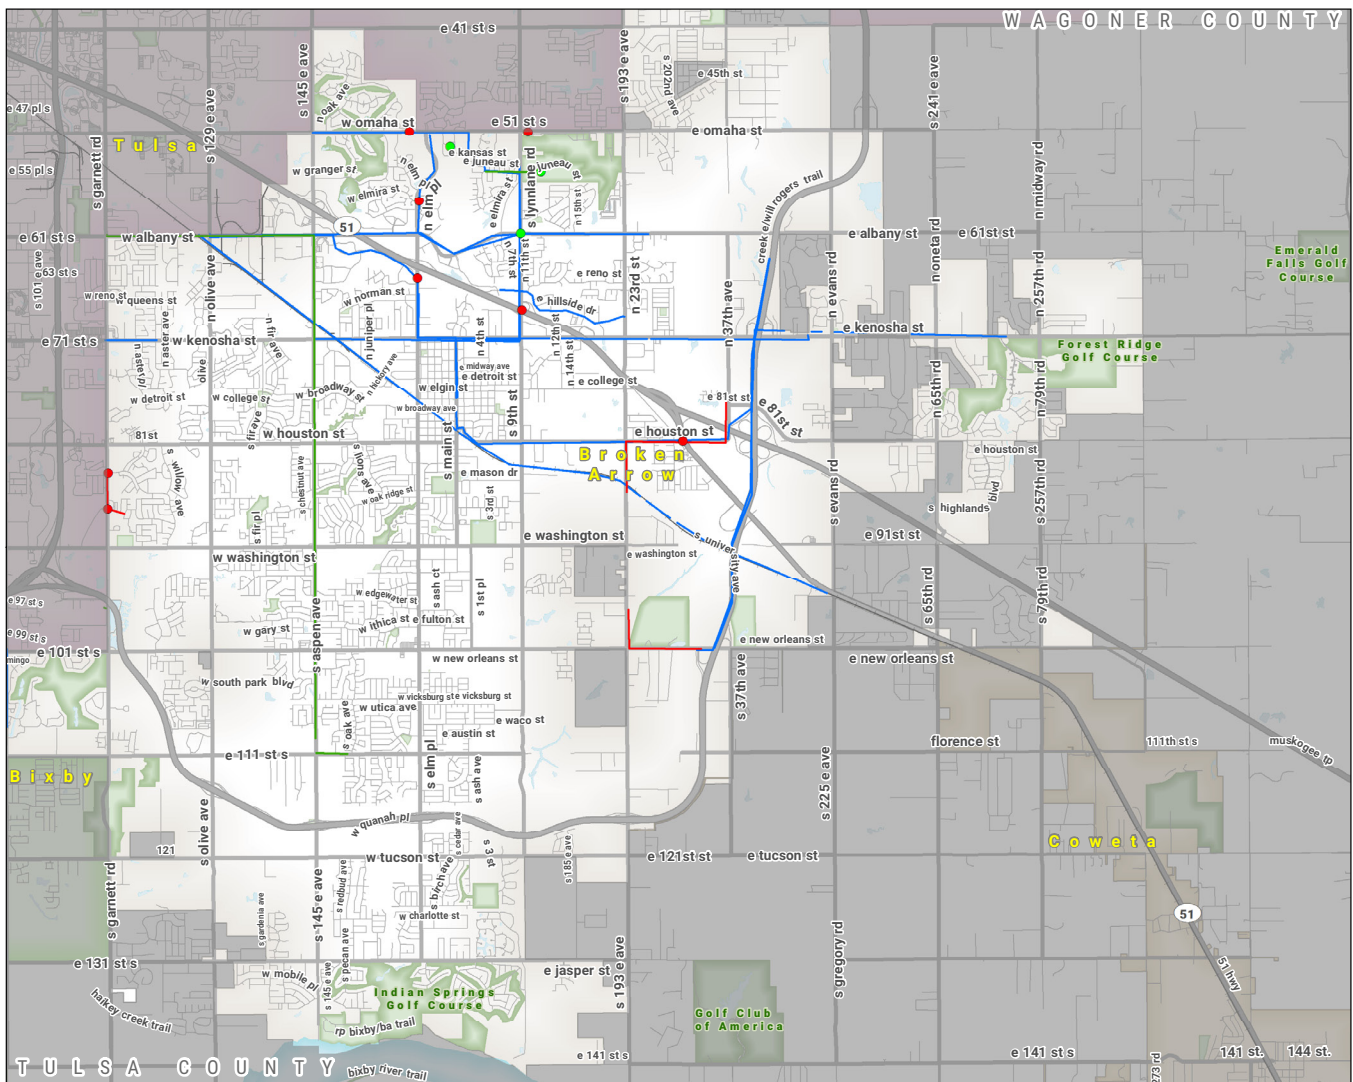 WAGONER COUNTY
e 41 st s
s 145 e ave
s 193 e ave
s 202nd ave
e 45th st
s 241 e ave
e 47 pl s
n oak ave
s 129 e ave
w omaha st
e 51 st s
e omaha st
Tulsa
s garnett rd
e kansas st
e juneau st
juneau st
e 55 pl s
w granger st
n elm pl
n elm pl
w elmira st
e elmira st
s lynnlane rd
n 15th st
creek e/will rogers trail
n midway rd
51
e 61 st s
w albany st
e albany st
e 61st st
n oneta rd
Emerald
Falls Golf
Course
n 7th st
n 11th st
63 st s
s 101 e ave
n olive ave
e reno st
n 23rd st
n evans rd
n 257th rd
w reno st
w queens st
w norman st
e hillside dr
n 37th ave
n aster ave
n fir ave
n juniper pl
n 4th st
n 12th st
e kenosha st
e 71 st s
w kenosha st
Forest Ridge
Golf Course
n aster pl
olive
n hickory ave
e midway ave
e detroit st
n 14th st
e college st
w elgin st
w detroit st
w college st
w broadway st
w broadway ave
s 9th st
e 81st st
e 81st st
n 65th rd
n 79th rd
81st
s fir ave
w houston st
s main st
e houston st
e houston st
Broken
Arrow
s willow ave
s chestnut ave
s lions ave
e mason dr
w oak ridge st
s 3rd st
s evans rd
s highlands
blvd
s 257th rd
s fir pl
e washington st
s univer
sity ave
e 91st st
w washington st
e washington st
s ash ct
s 1st pl
s 65th rd
s 79th rd
e 97 st s
w edgewater st
w ithica st
e fulton st
w gary st
s aspen ave
e 99 st s
e new orleans st
e 101 st s
mingo
w new orleans st
e new orleans st
w south park blvd
w vicksburg st
e vicksburg st
w utica ave
s oak ave
e waco st
e austin st
s 37th ave
florence st
111th st s
muskogee tp
e 111 st s
s elm pl
s ash ave
Bixby
s 225 e ave
s olive ave
w quanah pl
s cedar ave
121
w tucson st
s 3 st
s 185 e ave
e 121st st
e tucson st
Coweta
s garnett rd
s redbud ave
s birch ave
s gardenia ave
s 145 e ave
w charlotte st
51
s pecan ave
s 193 e ave
s gregory rd
e 131 st s
w mobile pl
s 145 e ave
e jasper st
51 hwy
haikey creek trail
Indian Springs
Golf Course
rp bixby/ba trail
Golf Club
of America
TULSA COUNTY
bixby river trail
e 141 st s
e 141 st s
273 rd
141 st.
144 st.